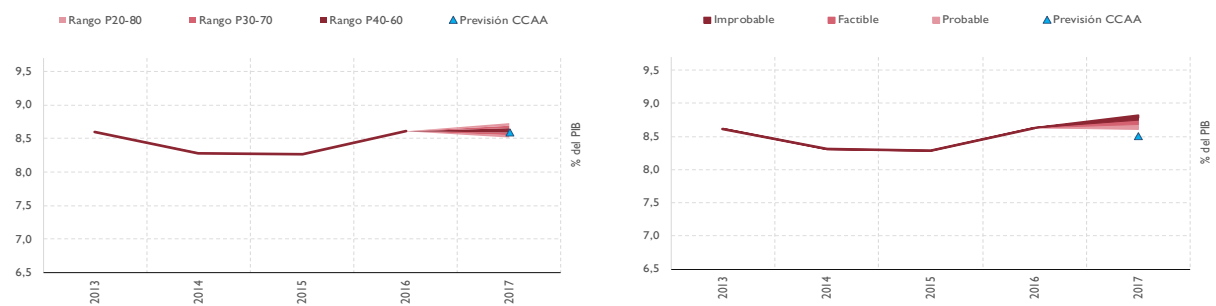 Rango P20-80 Rango P30-70 Rango P40-60 Previsión CCAA
9,5
9,0
8,5
8,0
7,5
7,0
6,5
% del PIB
2013 2014 2015 2016 2017
Improbable Factible Probable Previsión CCAA
9,5
9,0
8,5
8,0
7,5
7,0
6,5
% del PIB
2013 2014 2015 2016 2017